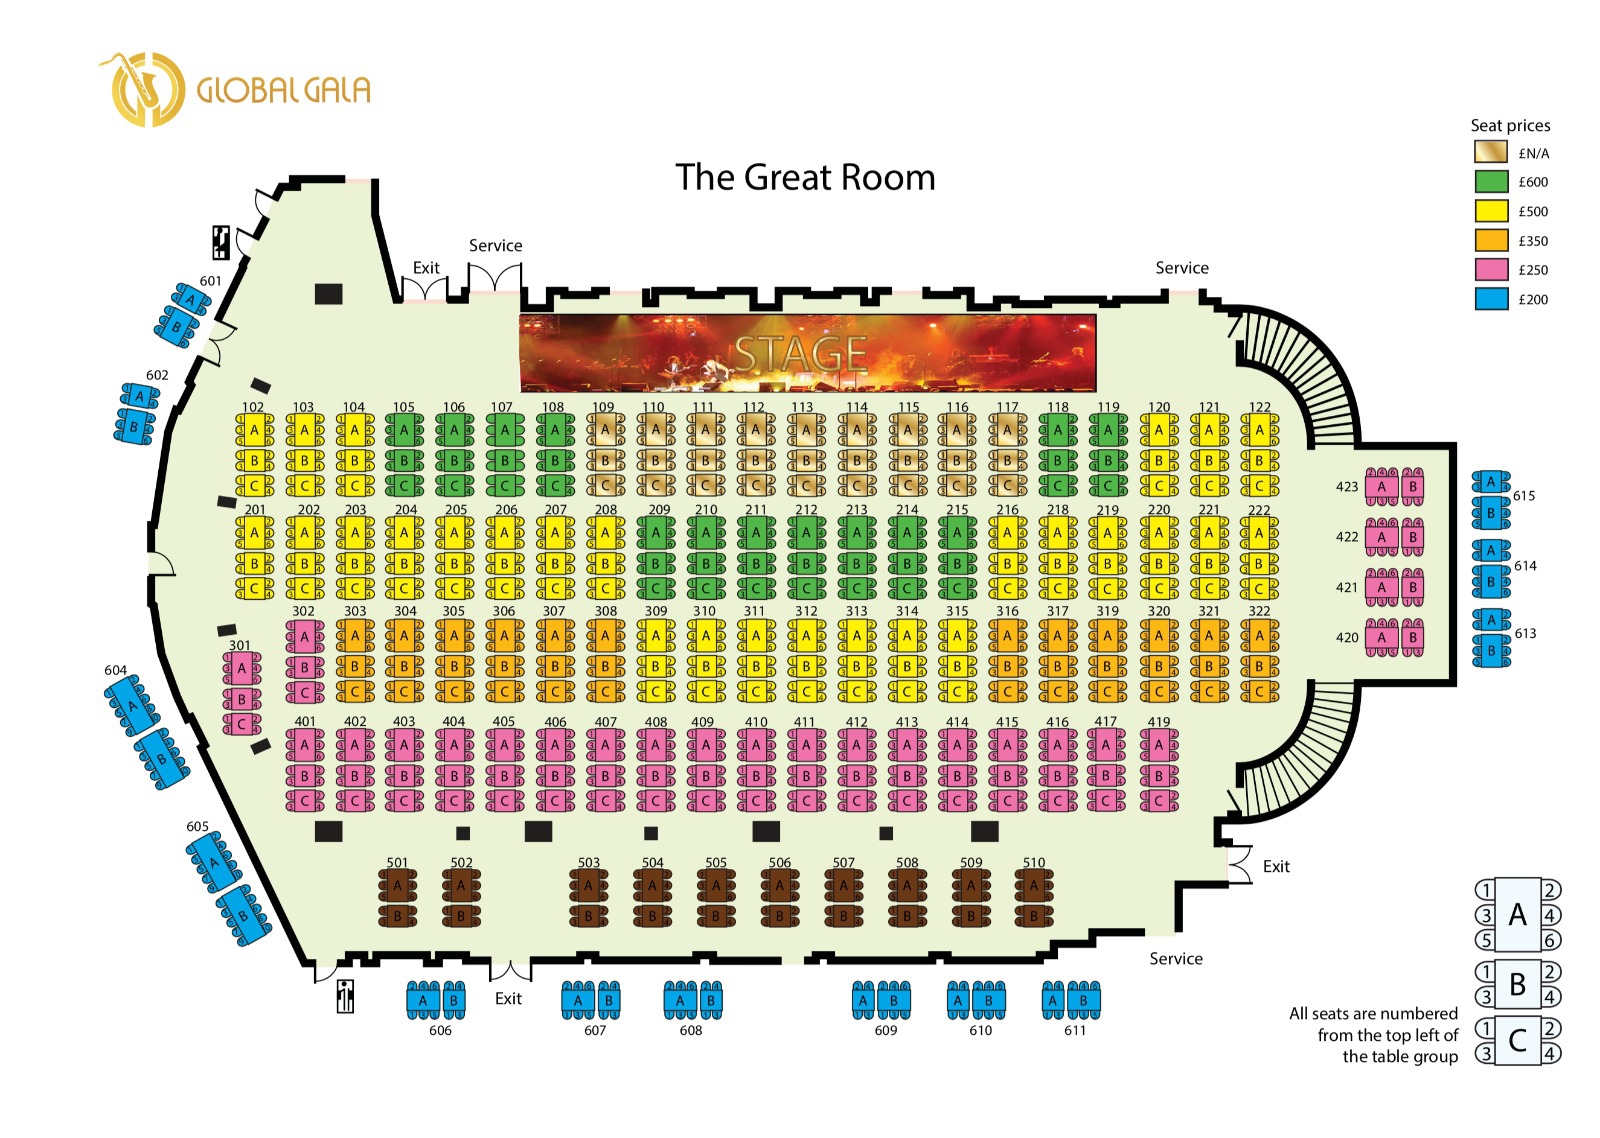 GLOBAL GALA
The Great Room
Seat prices
£N/A
£600
£500
£350
£250
£200
Service
Exit
Service
STAGE
601
A
B
602
A
B
102 103 104 105 106 107 108 109 110 111 112 113 114 115 116 117 118 119 120 121 122
A A A A A A A A A A A A A A A A A A A A A
B B B B B B B B B B B B B B B B B B B B B
C C C C C C C C C C C C C C C C C C C C C
201 202 203 204 205 206 207 208 209 210 211 212 213 214 215 216 218 219 220 221 222
A A A A A A A A A A A A A A A A A A A A A
B B B B B B B B B B B B B B B B B B B B B
C C C C C C C C C C C C C C C C C C C C C
302 303 304 305 306 307 308 309 310 311 312 313 314 315 316 317 319 320 321 322
A A A A A A A A A A A A A A A A A A A A
B B B B B B B B B B B B B B B B B B B B
C C C C C C C C C C C C C C C C C C C C
301
A
B
C
401 402 403 404 405 406 407 408 409 410 411 412 413 414 415 416 417 419
A A A A A A A A A A A A A A A A A A
B B B B B B B B B B B B B B B B B B
C C C C C C C C C C C C C C C C C C
423 A B
422 A B
421 A B
420 A B
A
B 615
A
B 614
A
B 613
604
A
B
605
A
B
501 502 503 504 505 506 507 508 509 510
A A A A A A A A A A
B B B B B B B B B B
Exit
Service
Exit
A B A B A B A B A B A B
606 607 608 609 610 611
1 A 2
3 4
5 6
1 B 2
3 4
1 C 2
3 4
All seats are numbered
from the top left of
the table group